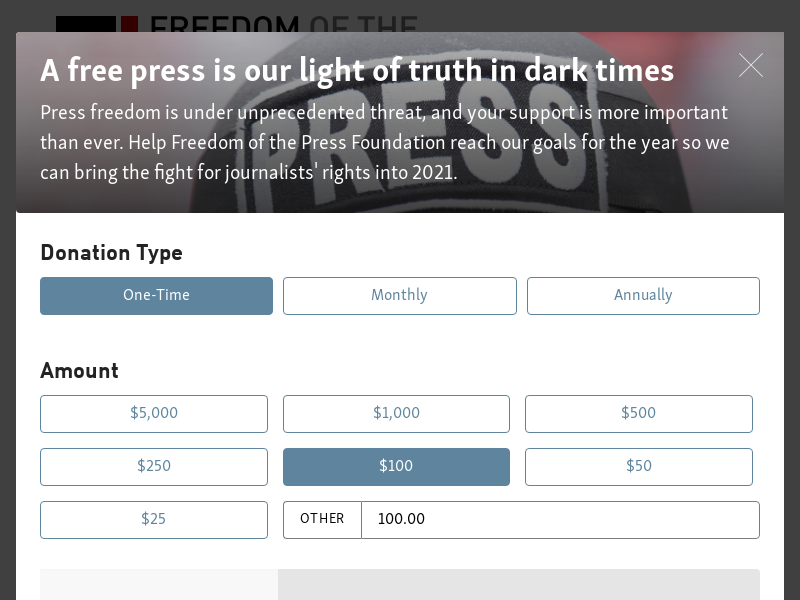 FREEDOM OF THE
A free press is our light of truth in dark times
Press freedom is under unprecedented threat, and your support is more important
than ever. Help Freedom of the Press Foundation reach our goals for the year so we
can bring the fight for journalists' rights into 2021.
PRESS
Donation Type
One-Time
Monthly
Annually
Amount
$5,000
$1,000
$500
$250
$100
$50
$25
OTHER
100.00